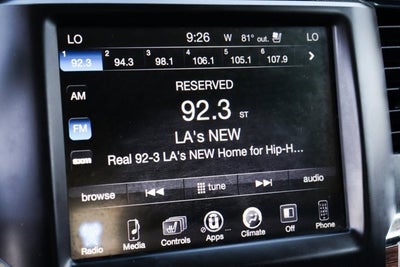 LO 9:26 W 81° out. LO
1 92.3 2 94.3 3 98.1 4 106.1 5 105.1 6 107.9
AM
RESERVED
92.3 ST
FM
LA's NEW
sxm
Real 92-3 LA's NEW Home for Hip-H...
browse tune audio
Radio Media Controls Apps Climate Off Phone